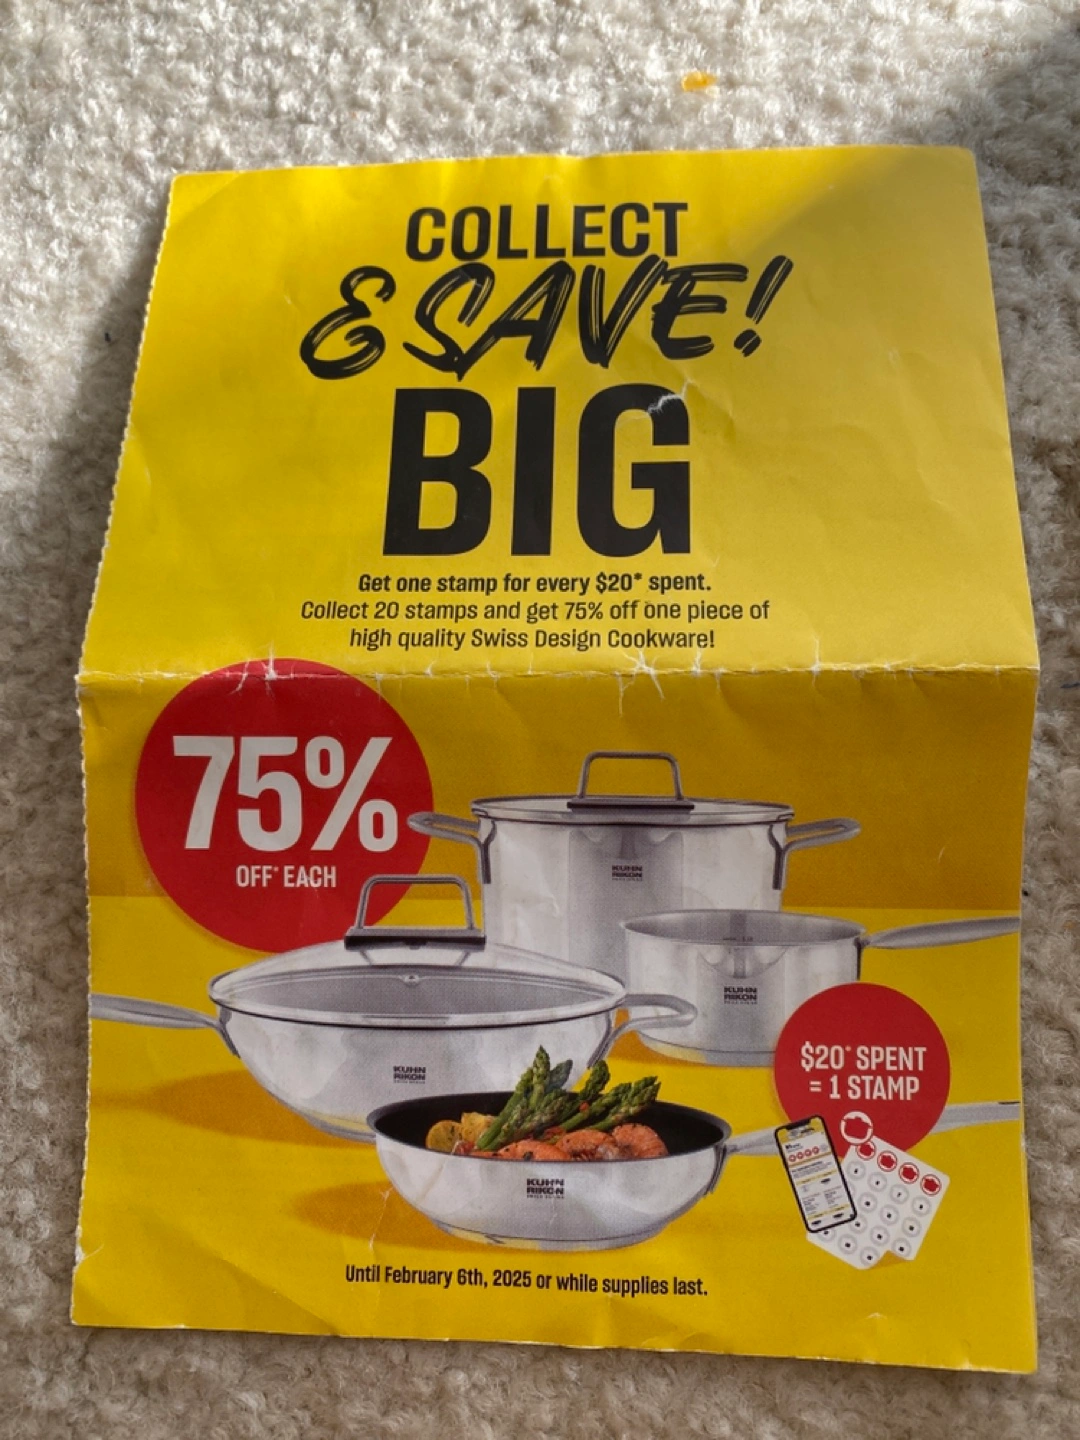 COLLECT
& SAVE!
BIG
Get one stamp for every $20* spent.
Collect 20 stamps and get 75% off one piece of
high quality Swiss Design Cookware!
75%
OFF* EACH
KUHN
RIKON
KUHN
RIKON
KUHN
RIKON
KUHN
RIKON
$20* SPENT
= 1 STAMP
Until February 6th, 2025 or while supplies last.